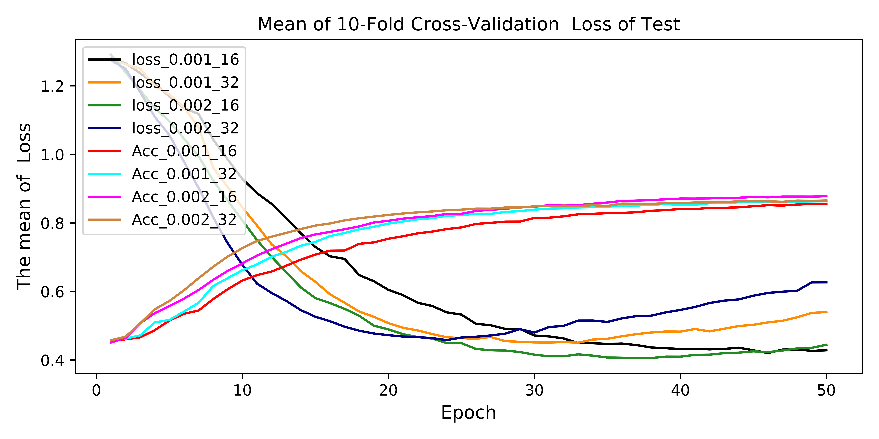 Mean of 10-Fold Cross-Validation  Loss of Test
The mean of  Loss
1.2
1.0
0.8
0.6
0.4
loss_0.001_16
loss_0.001_32
loss_0.002_16
loss_0.002_32
Acc_0.001_16
Acc_0.001_32
Acc_0.002_16
Acc_0.002_32
0 10 20 30 40 50
Epoch